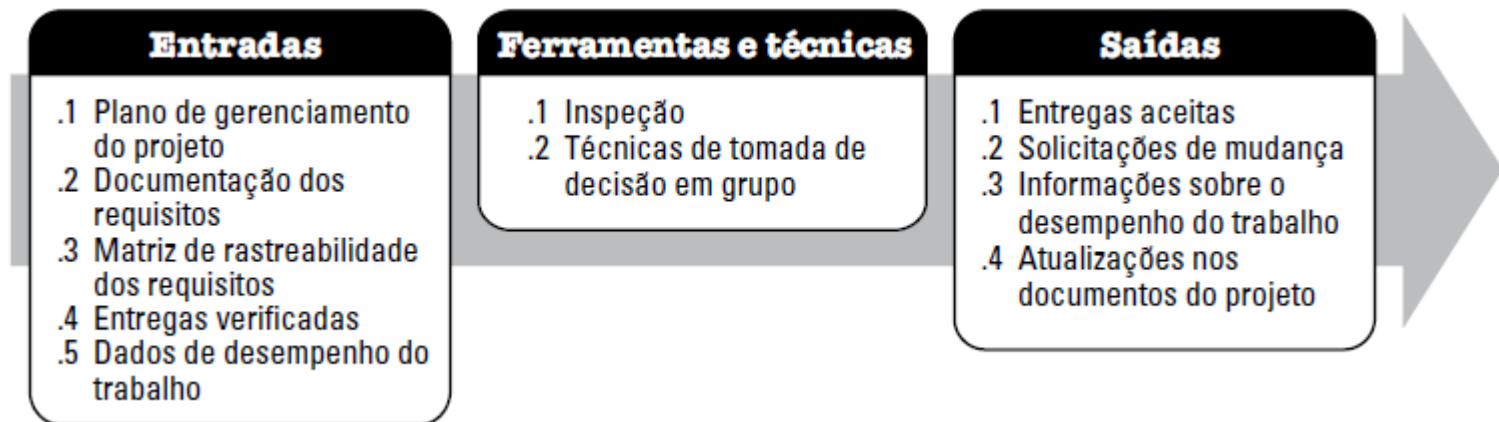 Entradas
.1 Plano de gerenciamento
do projeto
.2 Documentação dos
requisitos
.3 Matriz de rastreabilidade
dos requisitos
.4 Entregas verificadas
.5 Dados de desempenho do
trabalho
Ferramentas e técnicas
.1 Inspeção
.2 Técnicas de tomada de
decisão em grupo
Saídas
.1 Entregas aceitas
.2 Solicitações de mudança
.3 Informações sobre o
desempenho do trabalho
.4 Atualizações nos
documentos do projeto